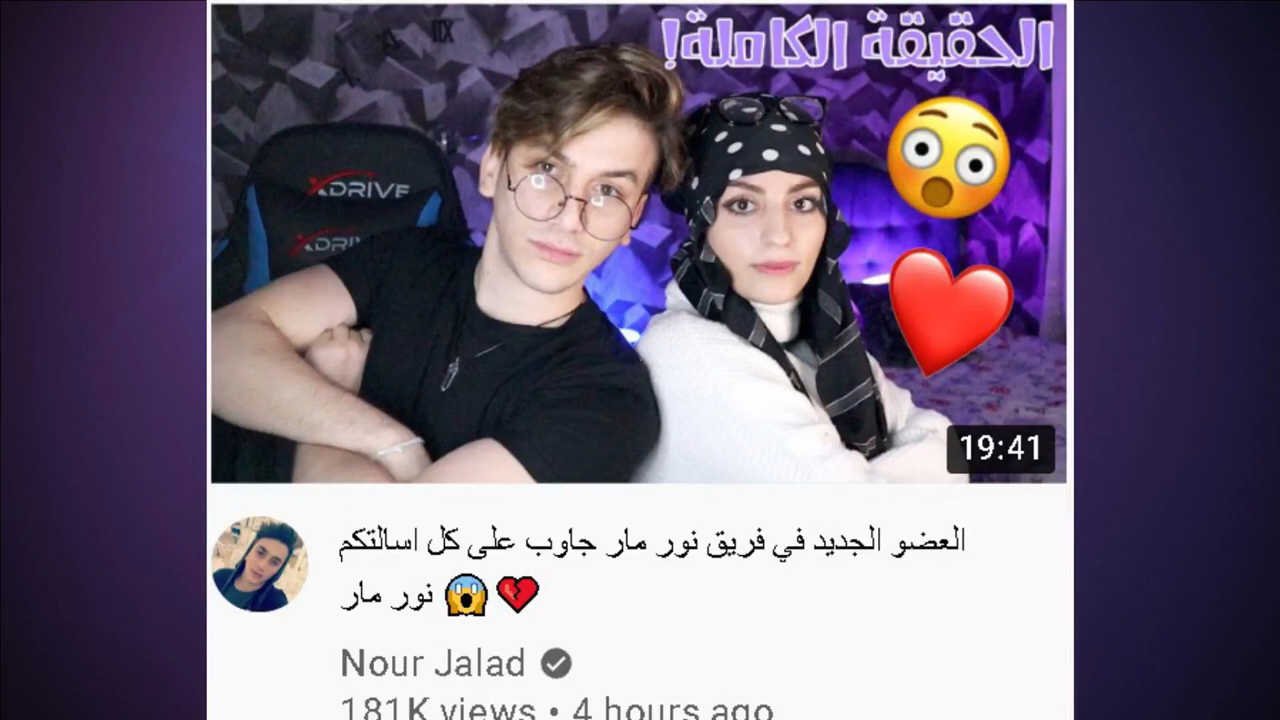 الحقيقة الكاملة!
XDRIVE
19:41
العضو الجديد في فريق نور مار جاوب على كل اسالتكم
💔😱 نور مار
Nour Jalad
181K views • 4 hours ago